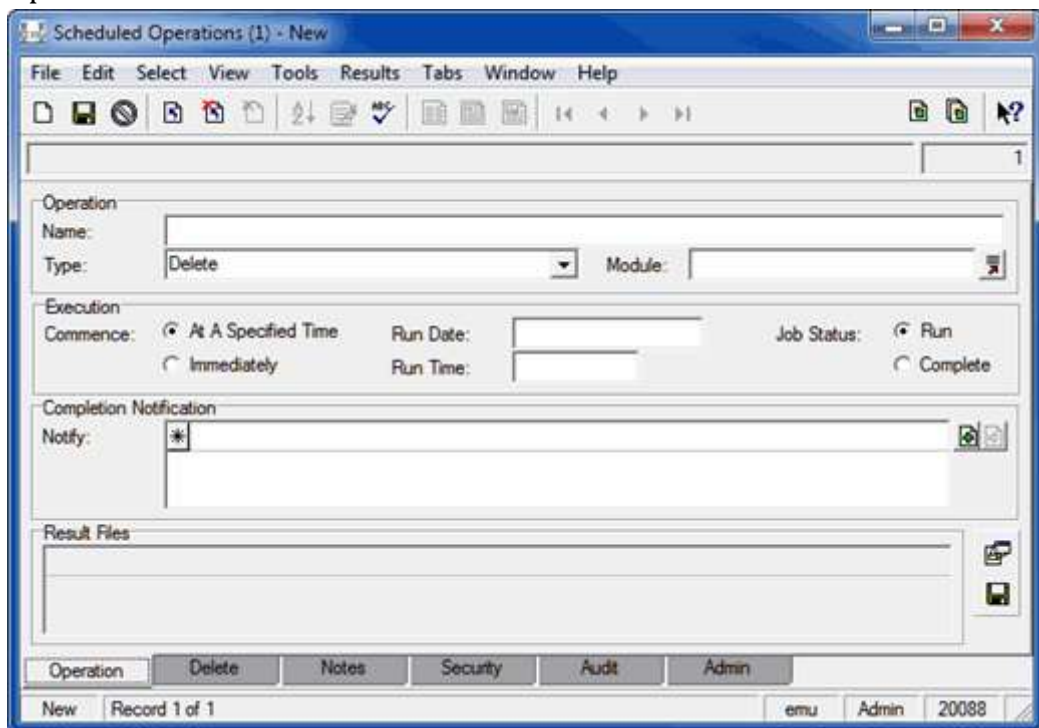 Scheduled Operations (1) - New
File Edit Select View Tools Results Tabs Window Help
1
Operation
Name:
Type: Delete Module:
Execution
Commence: At A Specified Time Run Date: Job Status: Run
Immediately Run Time: Complete
Completion Notification
Notify:
Result Files
Operation Delete Notes Security Audit Admin
New Record 1 of 1 emu Admin 20088